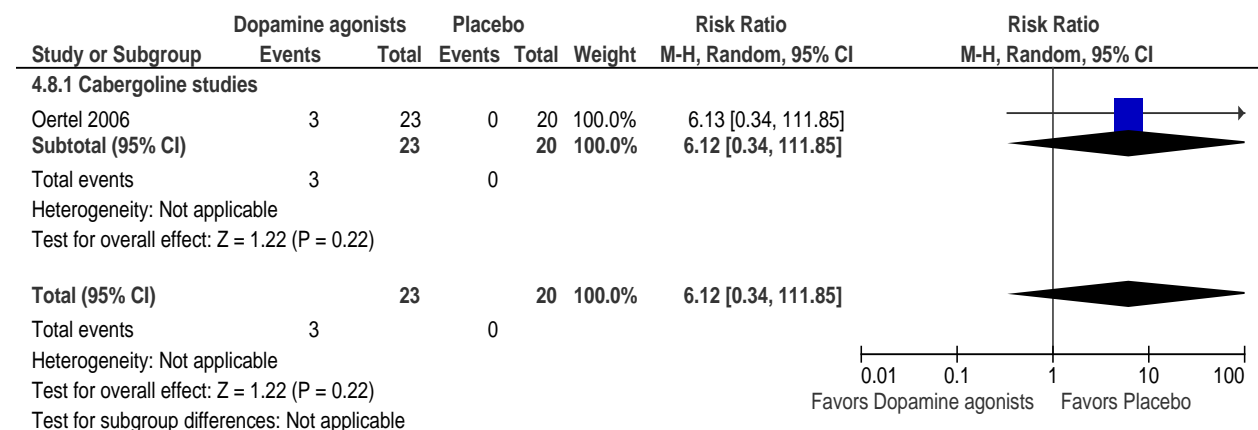 Dopamine agonists Placebo Risk Ratio Risk Ratio
Study or Subgroup Events Total Events Total Weight M-H, Random, 95% CI M-H, Random, 95% CI
4.8.1 Cabergoline studies
Oertel 2006 3 23 0 20 100.0% 6.13 [0.34, 111.85]
Subtotal (95% CI) 23 20 100.0% 6.12 [0.34, 111.85]
Total events 3 0
Heterogeneity: Not applicable
Test for overall effect: Z = 1.22 (P = 0.22)
Total (95% CI) 23 20 100.0% 6.12 [0.34, 111.85]
Total events 3 0
Heterogeneity: Not applicable
0.01 0.1 1 10 100
Test for overall effect: Z = 1.22 (P = 0.22)
Favors Dopamine agonists Favors Placebo
Test for subgroup differences: Not applicable